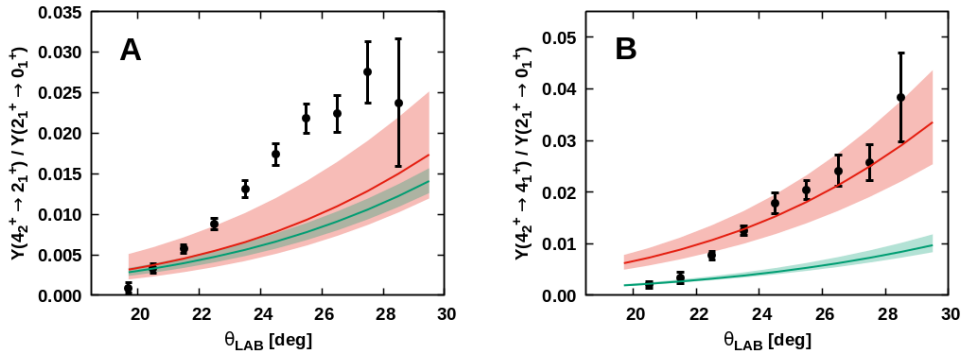 Y(4₂⁺ → 2₁⁺) / Y(2₁⁺ → 0₁⁺)
0.035
0.030
0.025
0.020
0.015
0.010
0.005
0.000
A
20 22 24 26 28 30
θLAB [deg]
Y(4₂⁺ → 4₁⁺) / Y(2₁⁺ → 0₁⁺)
0.05
0.04
0.03
0.02
0.01
0.00
B
20 22 24 26 28 30
θLAB [deg]